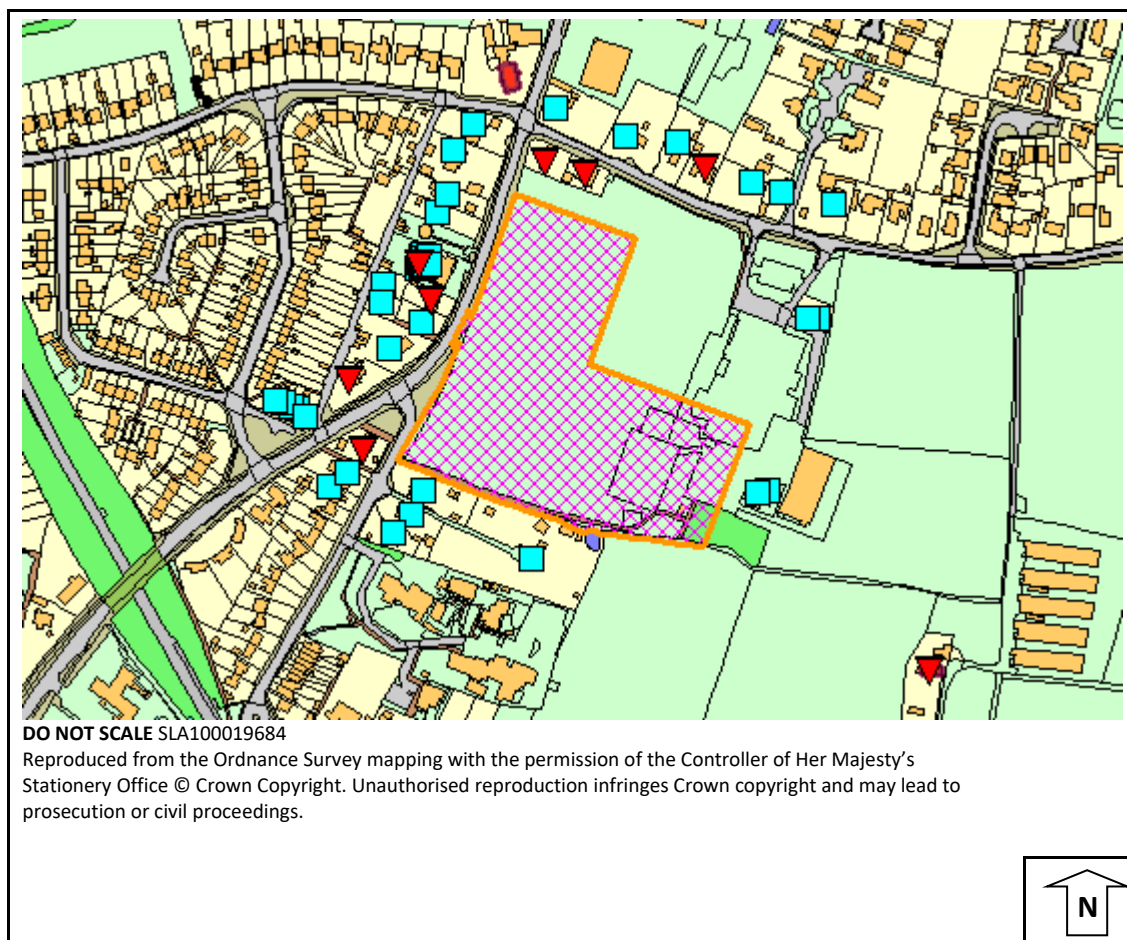 DO NOT SCALE SLA100019684
Reproduced from the Ordnance Survey mapping with the permission of the Controller of Her Majesty's
Stationery Office © Crown Copyright. Unauthorised reproduction infringes Crown copyright and may lead to
prosecution or civil proceedings.
N